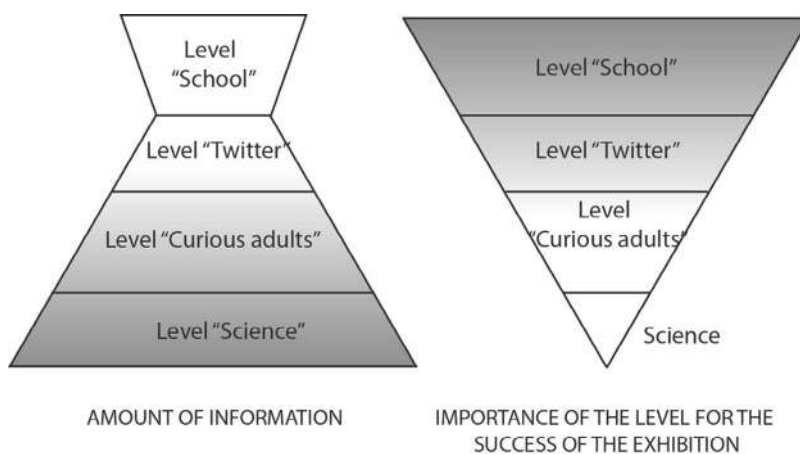 Level
"School"
Level "Twitter"
Level "Curious adults"
Level "Science"
AMOUNT OF INFORMATION
Level "School"
Level "Twitter"
Level
"Curious adults"
Science
IMPORTANCE OF THE LEVEL FOR THE
SUCCESS OF THE EXHIBITION